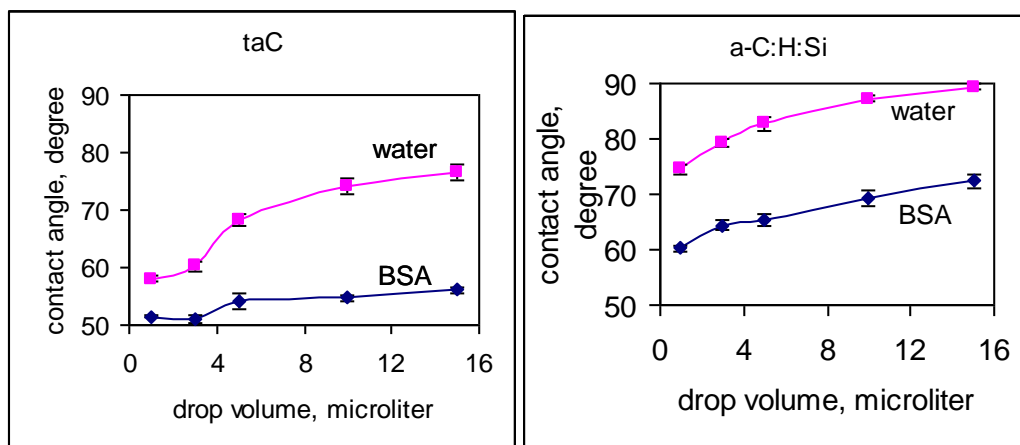 taC
contact angle, degree
90
80
70
60
50
water
BSA
0
4
8
12
16
drop volume, microliter
a-C:H:Si
contact angle,
degree
90
80
70
60
50
water
BSA
0
4
8
12
16
drop volume, microliter